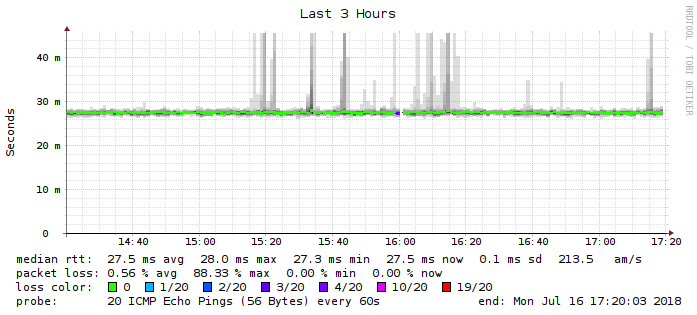 Last 3 Hours
RRDTOOL / TOBI OETIKER
Seconds
40 m
30 m
20 m
10 m
0
14:40 15:00 15:20 15:40 16:00 16:20 16:40 17:00 17:20
median rtt: 27.5 ms avg 28.0 ms max 27.3 ms min 27.5 ms now 0.1 ms sd 213.5 am/s
packet loss: 0.56 % avg 88.33 % max 0.00 % min 0.00 % now
loss color: 0 1/20 2/20 3/20 4/20 10/20 19/20
probe: 20 ICMP Echo Pings (56 Bytes) every 60s end: Mon Jul 16 17:20:03 2018